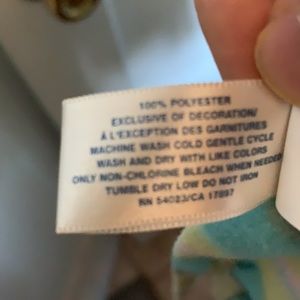 100% POLYESTER
EXCLUSIVE OF DECORATION/
À L'EXCEPTION DES GARNITURES
MACHINE WASH COLD GENTLE CYCLE
WASH AND DRY WITH LIKE COLORS
ONLY NON-CHLORINE BLEACH WHEN NEEDED
TUMBLE DRY LOW DO NOT IRON
RN 54023/CA 17897